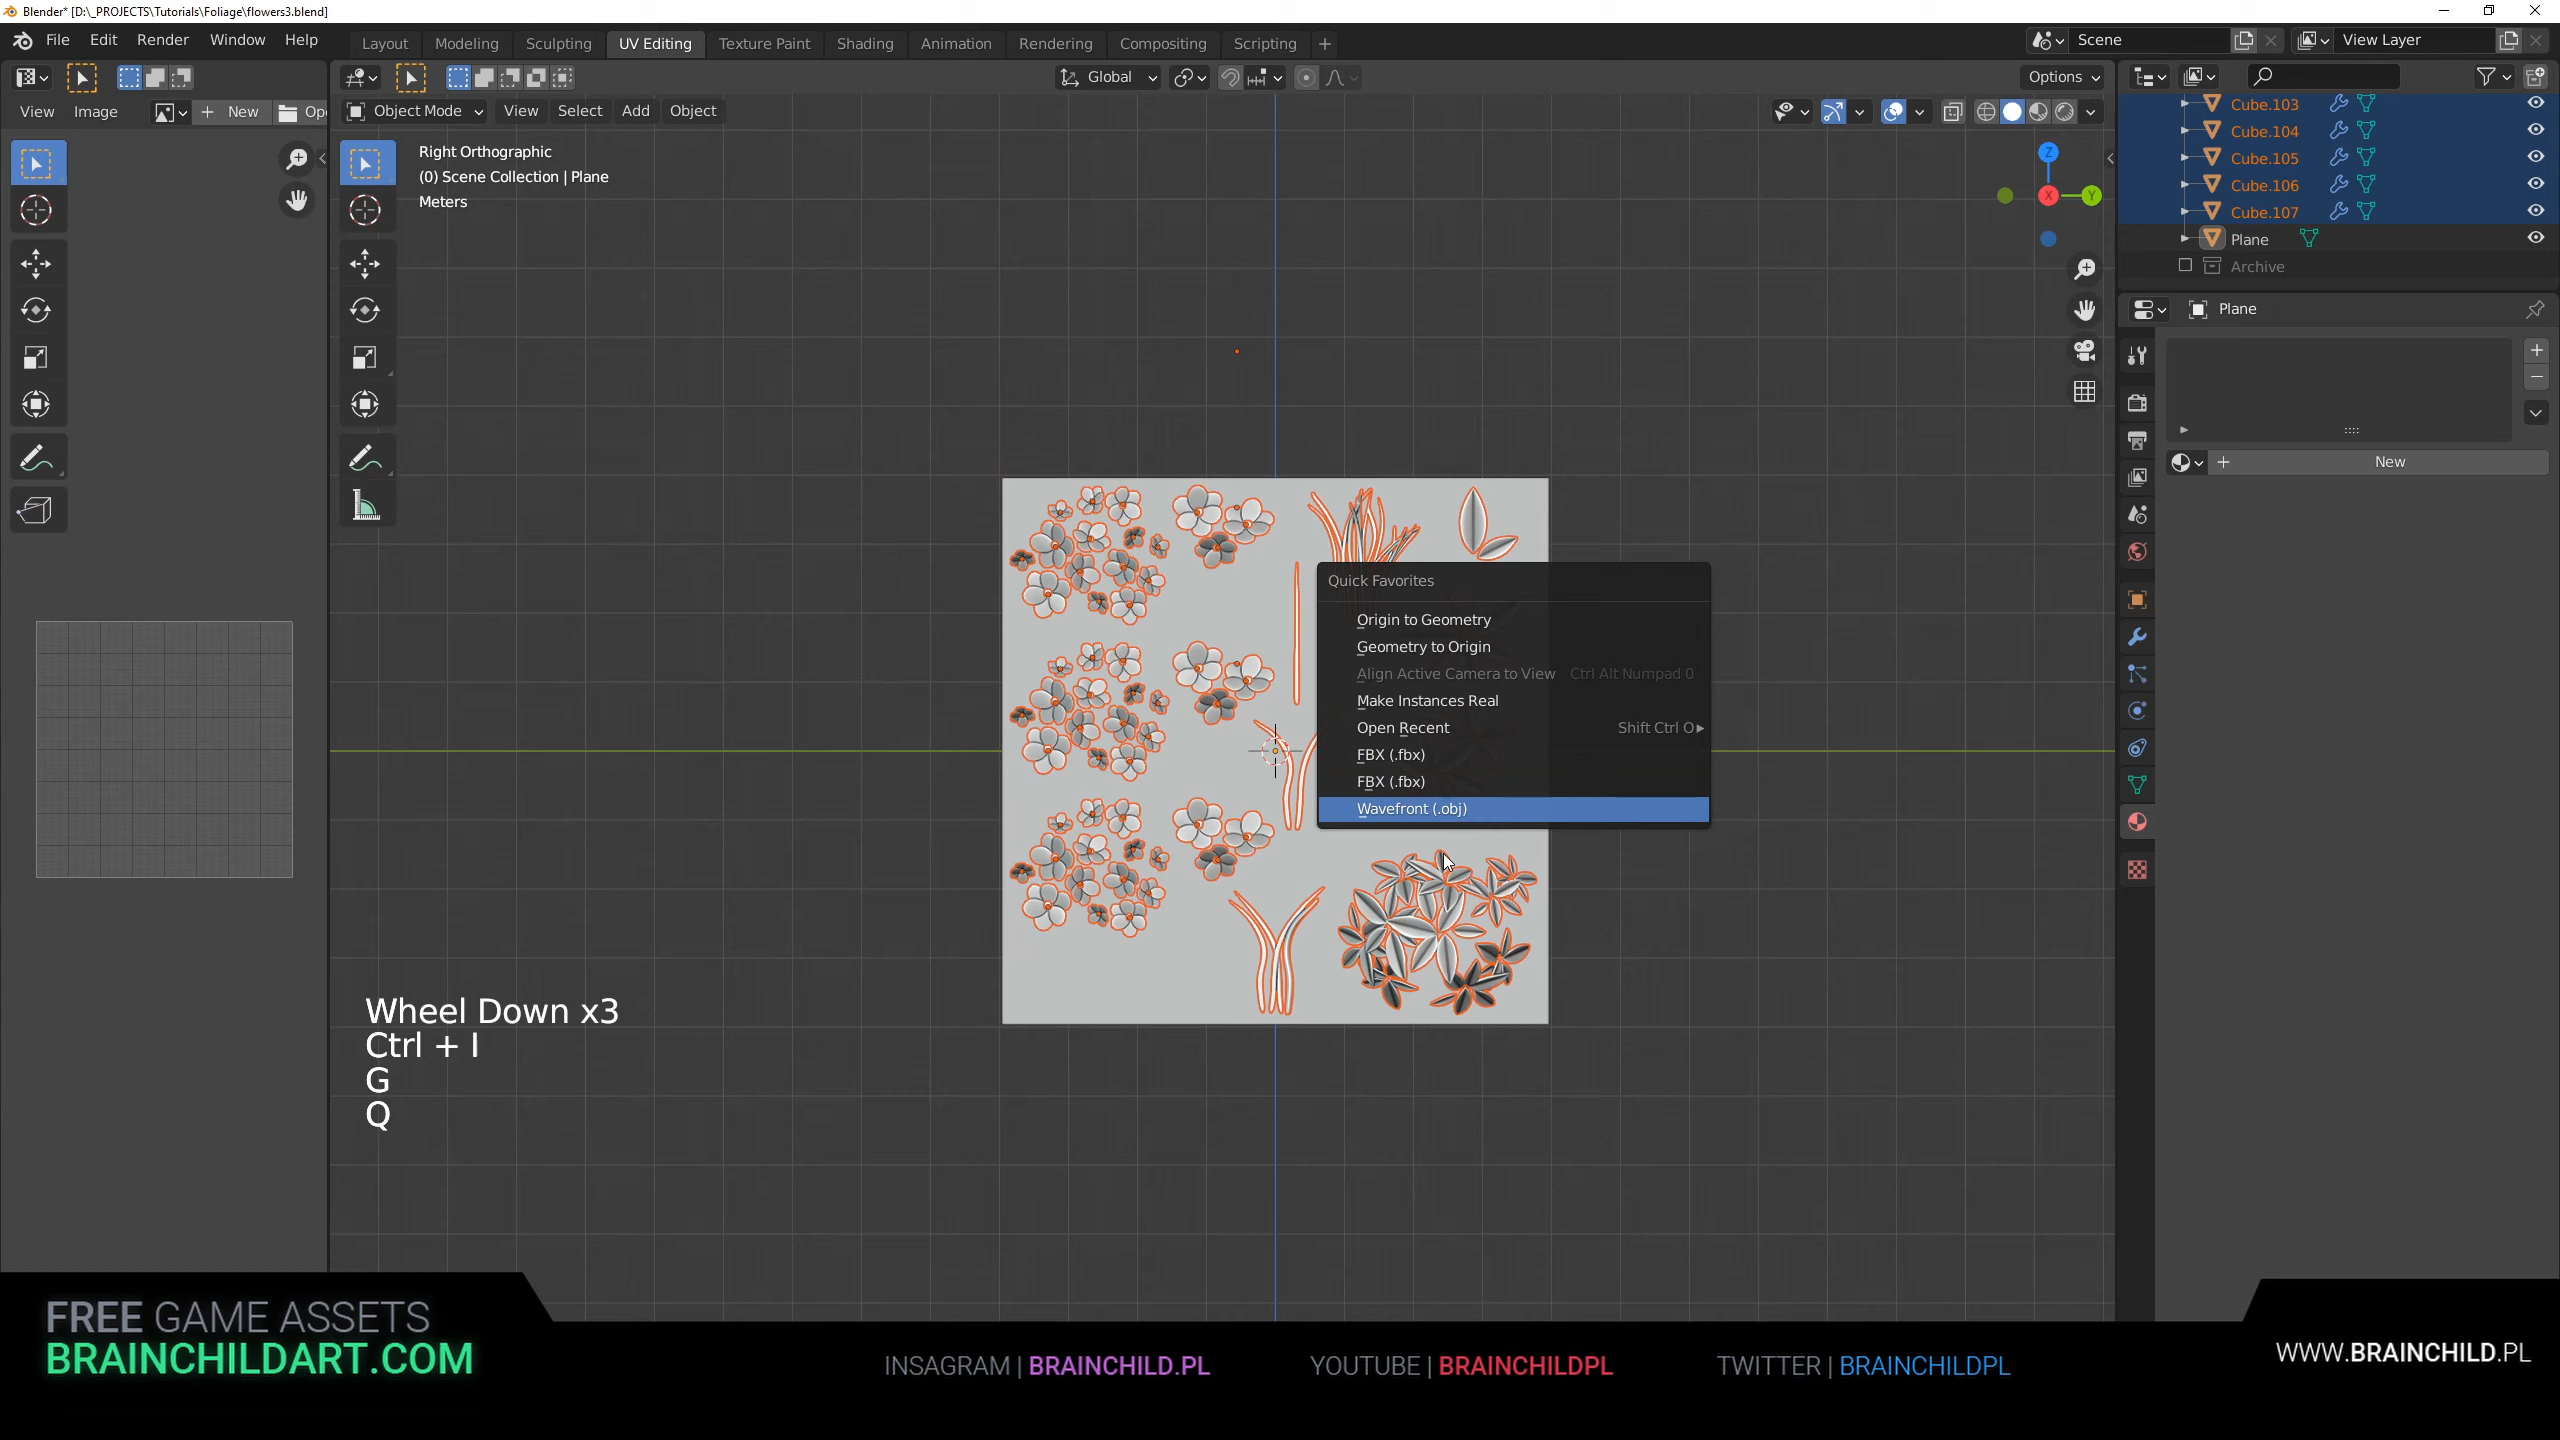 Blender* [D:\_PROJECTS\Tutorials\Foliage\flowers3.blend]
File Edit Render Window Help
Layout Modeling Sculpting UV Editing Texture Paint Shading Animation Rendering Compositing Scripting +
Scene
View Layer
Global
Options
View Image New Op
Object Mode View Select Add Object
Right Orthographic
(0) Scene Collection | Plane
Meters
Z
X
Y
Cube.103
Cube.104
Cube.105
Cube.106
Cube.107
Plane
Archive
Plane
New
Quick Favorites
Origin to Geometry
Geometry to Origin
Align Active Camera to View Ctrl Alt Numpad 0
Make Instances Real
Open Recent Shift Ctrl O
FBX (.fbx)
FBX (.fbx)
Wavefront (.obj)
Wheel Down x3
Ctrl + I
G
Q
FREE GAME ASSETS
BRAINCHILDART.COM
INSAGRAM | BRAINCHILD.PL
YOUTUBE | BRAINCHILDPL
TWITTER | BRAINCHILDPL
WWW.BRAINCHILD.PL